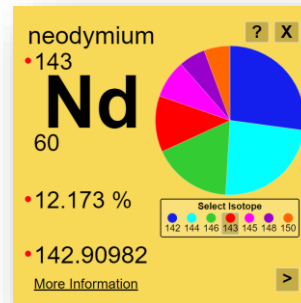 neodymium
? X
•143
Nd
60
•12.173 %
•142.90982
More Information
Select Isotope
142 144 146 143 145 148 150
>